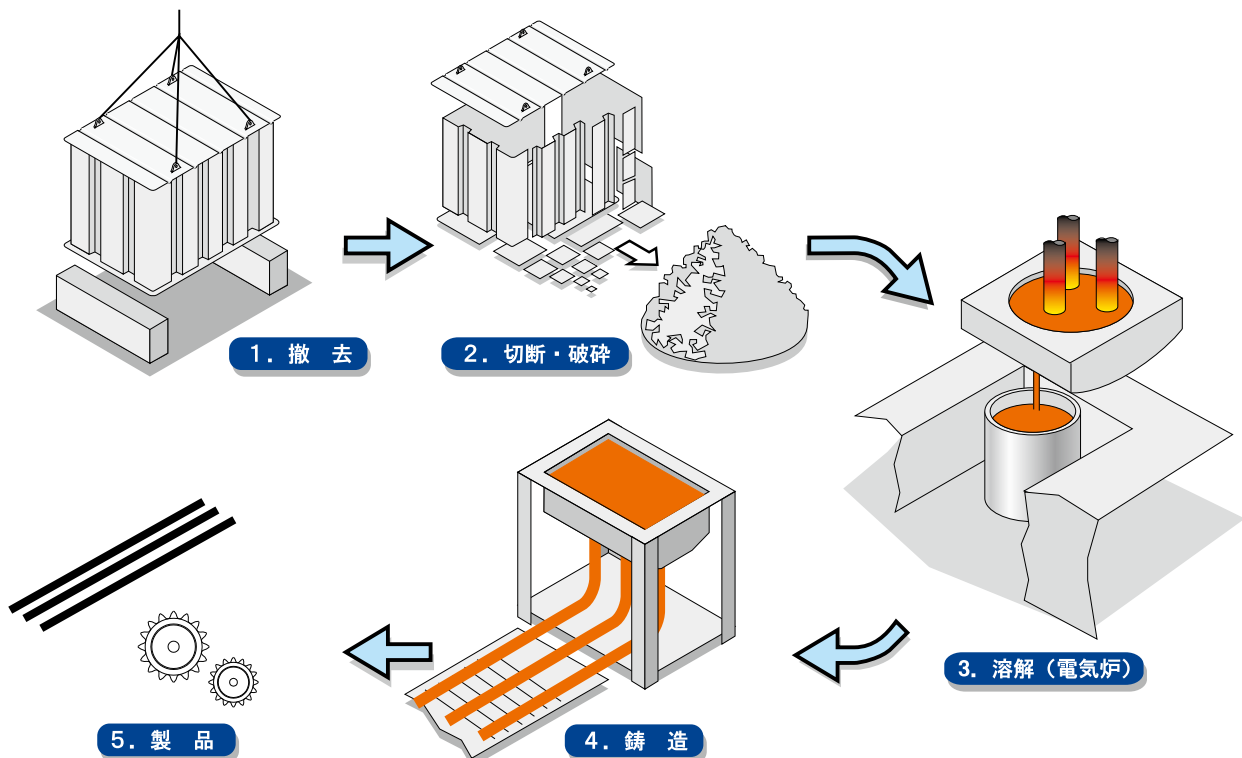 1. 撤　去
2. 切断・破砕
3. 溶解（電気炉）
4. 鋳　造
5. 製　品